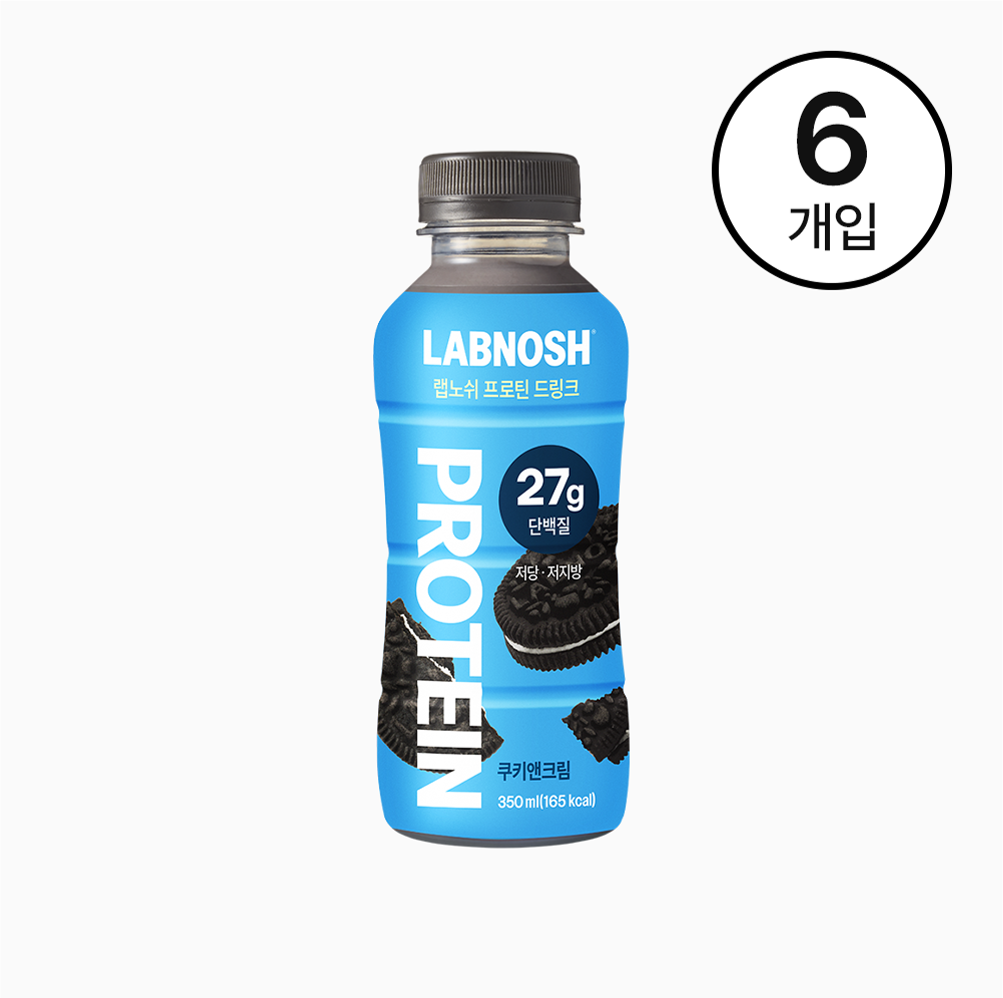 6
개입
LABNOSH®
랩노쉬 프로틴 드링크
PROTEIN
27g
단백질
저당·저지방
쿠키앤크림
350 ml(165 kcal)